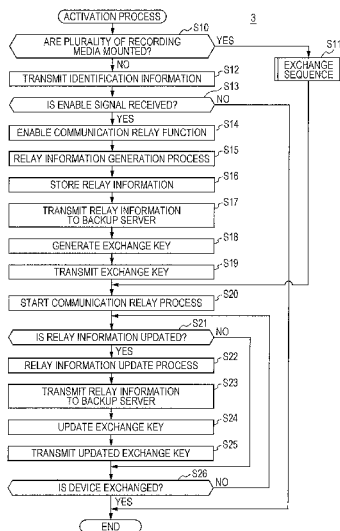 ACTIVATION PROCESS
3
S10
ARE PLURALITY OF RECORDING
MEDIA MOUNTED?
YES
S11
EXCHANGE
SEQUENCE
NO
S12
TRANSMIT IDENTIFICATION INFORMATION
S13
IS ENABLE SIGNAL RECEIVED?
NO
YES
S14
ENABLE COMMUNICATION RELAY FUNCTION
S15
RELAY INFORMATION GENERATION PROCESS
S16
STORE RELAY INFORMATION
S17
TRANSMIT RELAY INFORMATION
TO BACKUP SERVER
S18
GENERATE EXCHANGE KEY
S19
TRANSMIT EXCHANGE KEY
S20
START COMMUNICATION RELAY PROCESS
S21
IS RELAY INFORMATION UPDATED?
NO
YES
S22
RELAY INFORMATION UPDATE PROCESS
S23
TRANSMIT RELAY INFORMATION
TO BACKUP SERVER
S24
UPDATE EXCHANGE KEY
S25
TRANSMIT UPDATED EXCHANGE KEY
S26
IS DEVICE EXCHANGED?
NO
YES
END